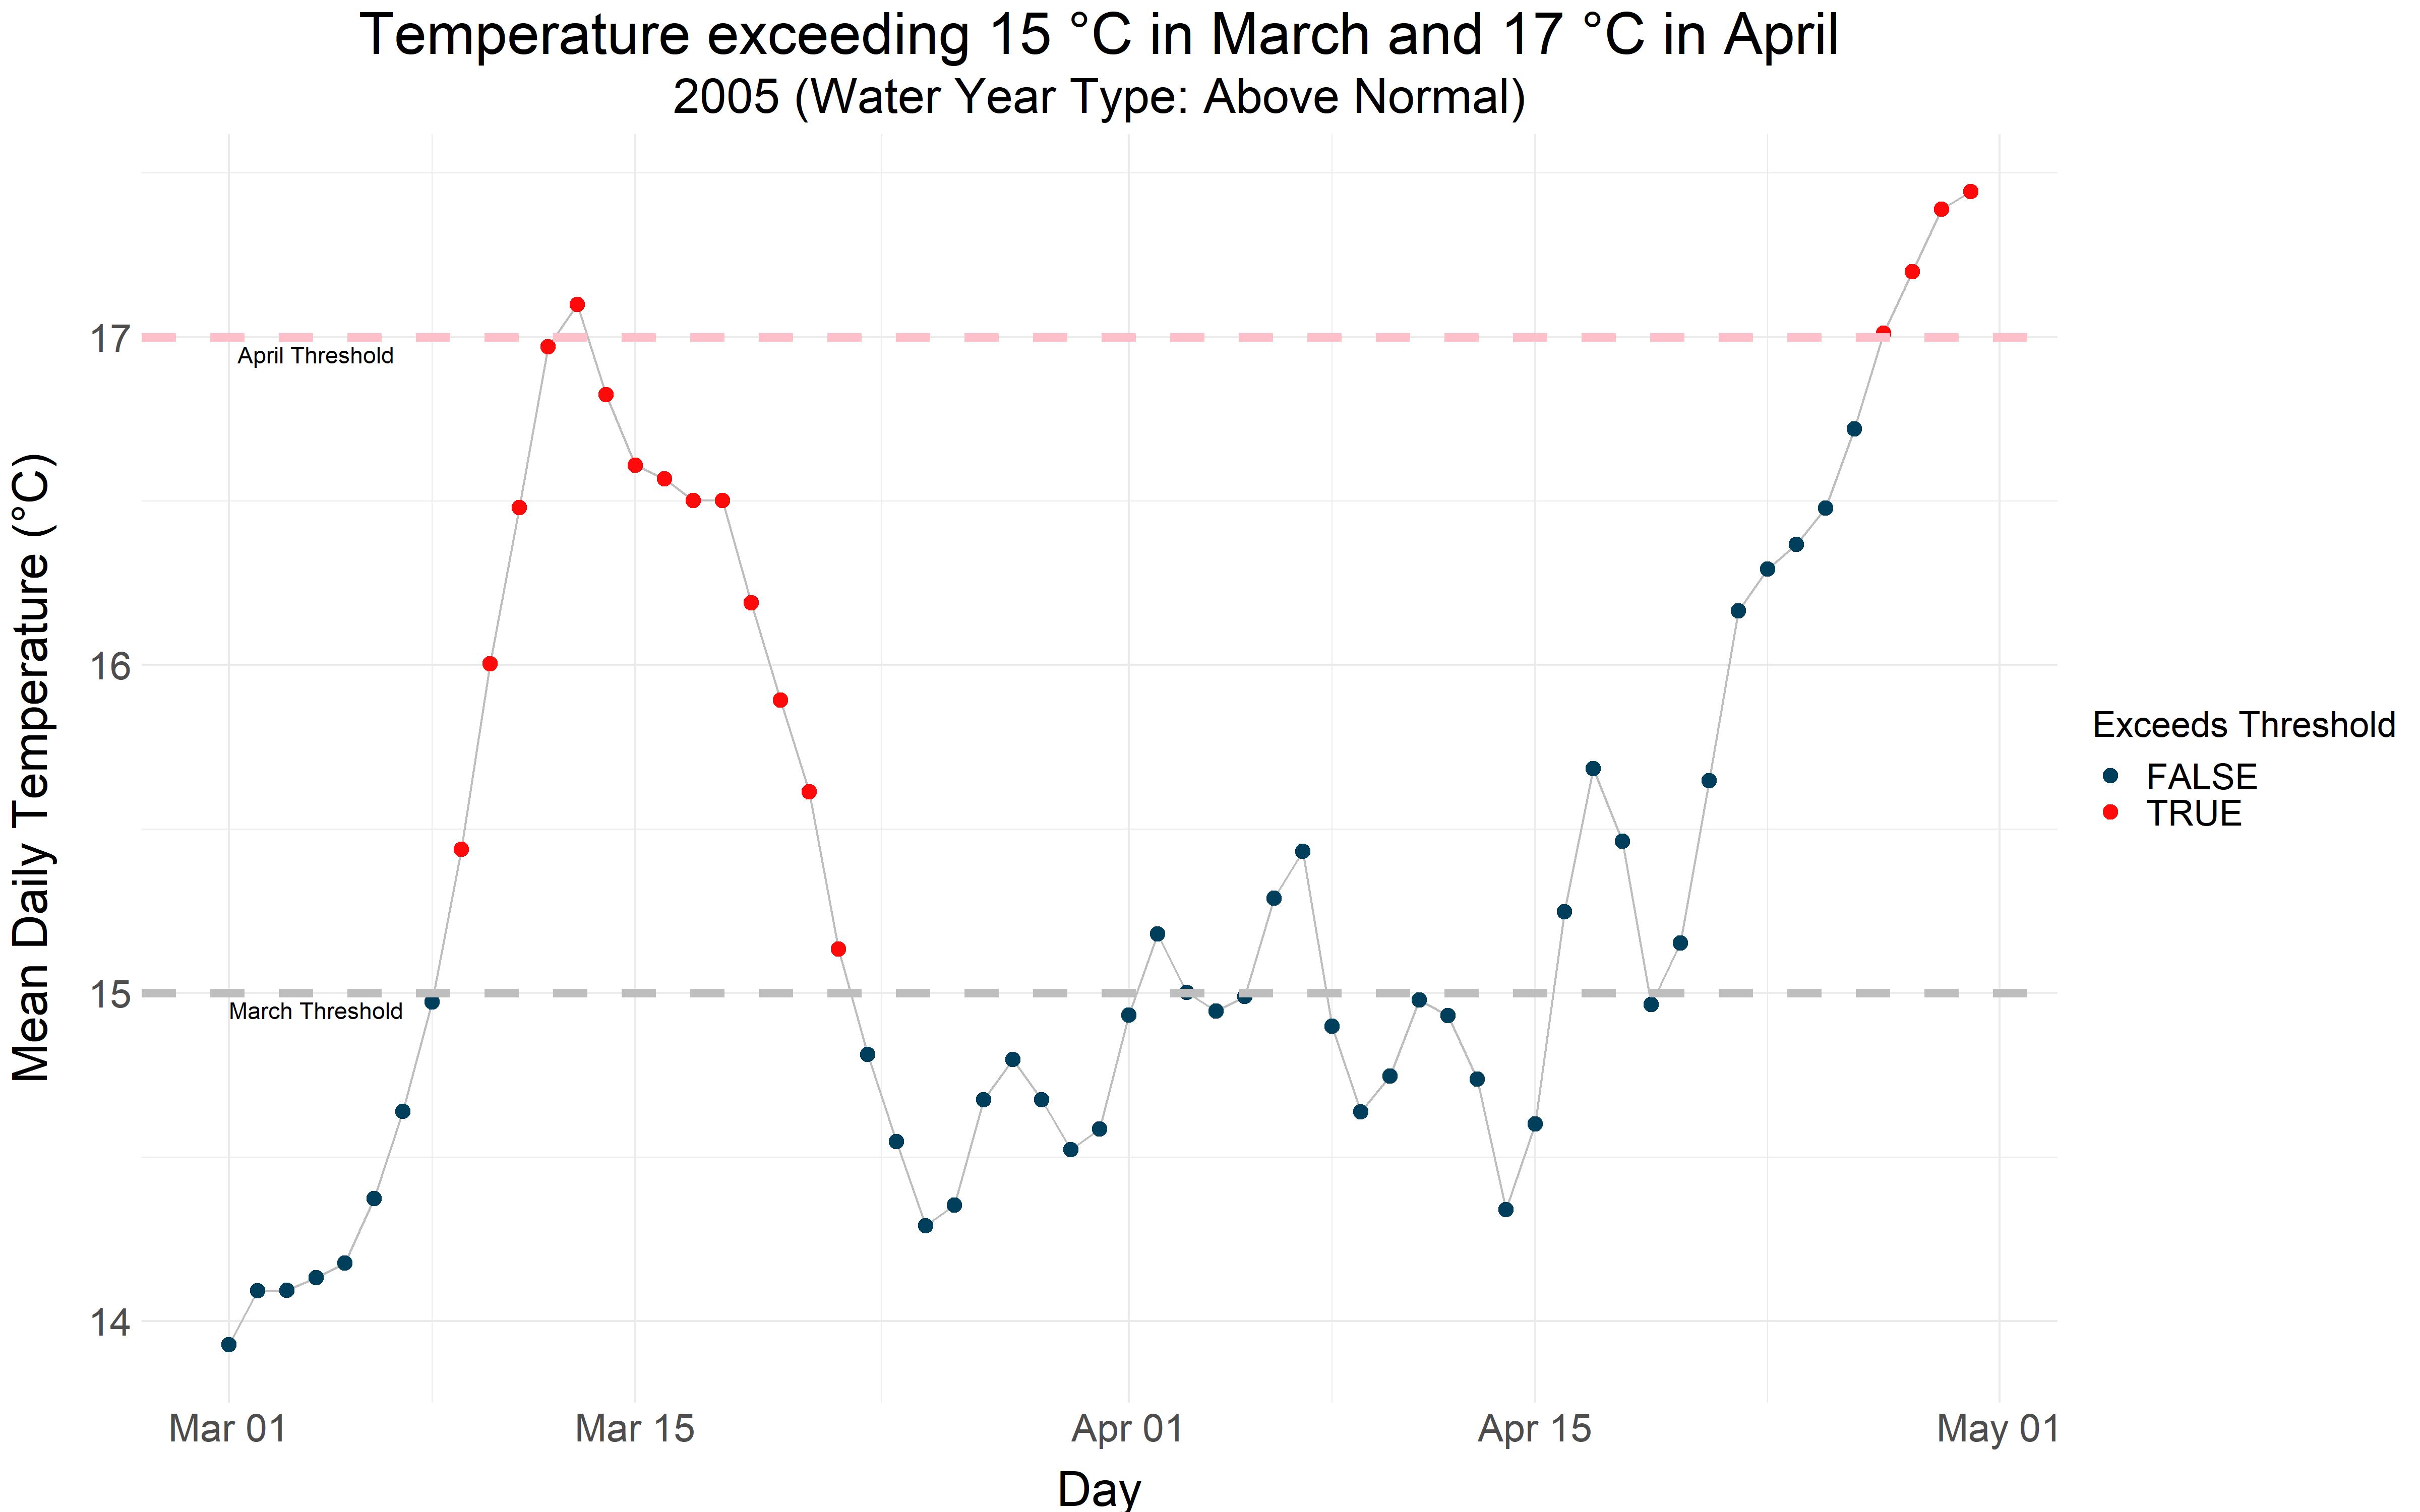 Temperature exceeding 15 °C in March and 17 °C in April
2005 (Water Year Type: Above Normal)
Mean Daily Temperature (°C)
17
April Threshold
16
15
March Threshold
14
Exceeds Threshold
FALSE
TRUE
Mar 01
Mar 15
Apr 01
Apr 15
May 01
Day